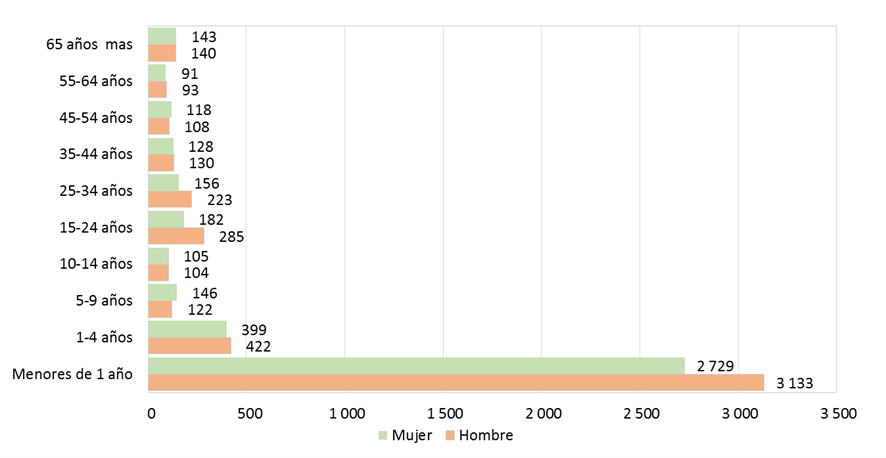 65 años mas
143
140
55-64 años
91
93
45-54 años
118
108
35-44 años
128
130
25-34 años
156
223
15-24 años
182
285
10-14 años
105
104
5-9 años
146
122
1-4 años
399
422
Menores de 1 año
2 729
3 133
0 500 1 000 1 500 2 000 2 500 3 000 3 500
Mujer Hombre